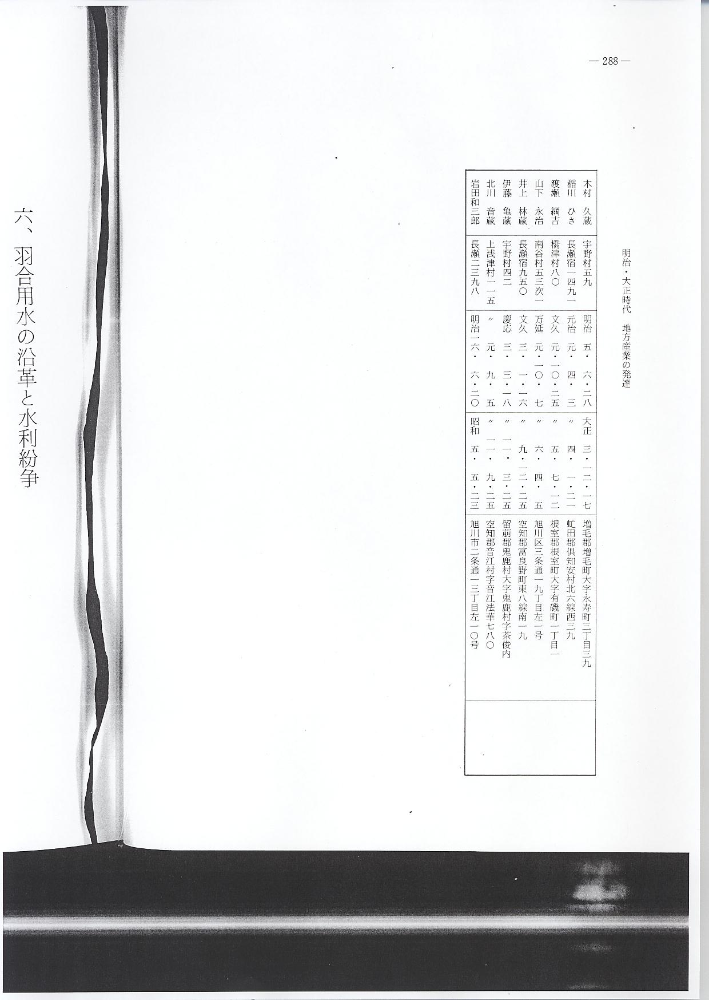 — 288 —
明治・大正時代　地方産業の発達
木村　久蔵　宇野村五九　明治　五・　六・二八　大正　三・一二・一七　増毛郡増毛町大字永寿町三丁目三九
稲川　ひさ　長瀬宿一四九一　元治　元・　四・　三　〃　四・　一・二一　虻田郡倶知安村北六線西三九
渡瀬　綱吉　橋津村八〇　文久　元・一〇・二五　〃　五・　七・一二　根室郡根室町大字有磯町一丁目一
山下　永治　南谷村五三次一　万延　元・一〇・　七　〃　六・　四・　五　旭川区三条通一九丁目左一号
井上　林蔵　長瀬宿九五〇　文久　三・　一・一六　〃　九・一二・二五　空知郡富良野町東八線南一九
伊藤　亀蔵　宇野村四二　慶応　三・　三・一八　〃　一一・　三・二五　留萠郡鬼鹿村大字鬼鹿村字茶俊内
北川　音蔵　上浅津村一一五　〃　元・　九・　五　〃　一一・　九・二五　空知郡音江村字音江法華七八〇
岩田和三郎　長瀬二三九八　明治一六・　六・二〇　昭和　五・　五・二三　旭川市二条通一三丁目左一〇号
六、羽合用水の沿革と水利紛争